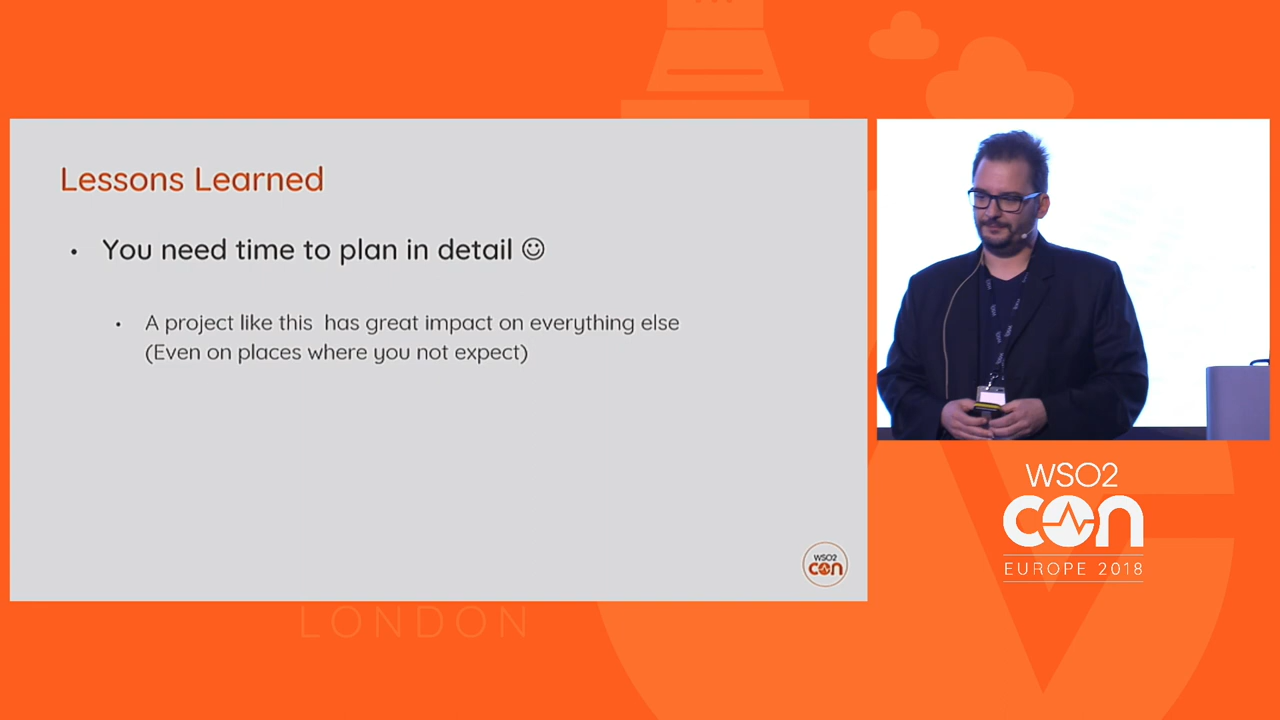 Lessons Learned
• You need time to plan in detail ☺
• A project like this has great impact on everything else
(Even on places where you not expect)
WSO2
con
WSO2
con
EUROPE 2018
LONDON